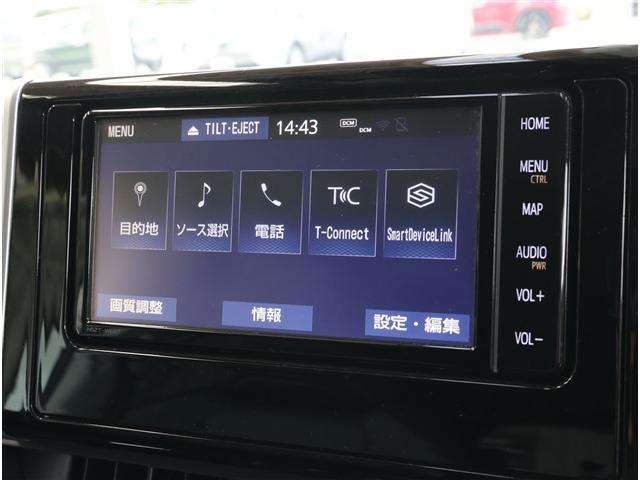 MENU
TILT・EJECT
14:43
DCM
DCM
目的地
ソース選択
電話
T-Connect
SmartDeviceLink
画質調整
情報
設定・編集
HOME
MENU
CTRL
MAP
AUDIO
PWR
VOL+
VOL-